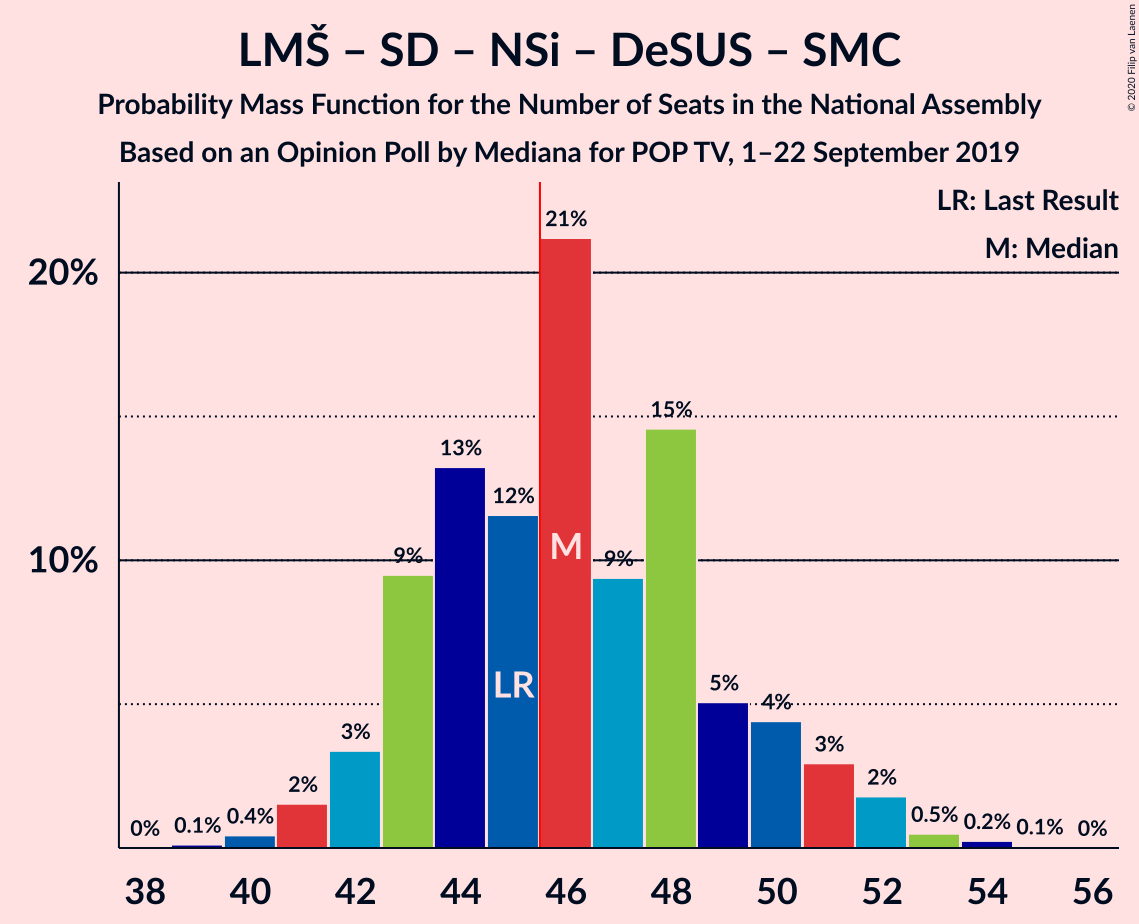 LMŠ – SD – NSi – DeSUS – SMC
Probability Mass Function for the Number of Seats in the National Assembly
Based on an Opinion Poll by Mediana for POP TV, 1–22 September 2019
© 2020 Filip van Laenen
LR: Last Result
M: Median
20%
10%
0%
0.1%
0.4%
2%
3%
9%
13%
12%
21%
9%
15%
5%
4%
3%
2%
0.5%
0.2%
0.1%
0%
LR
M
38 40 42 44 46 48 50 52 54 56